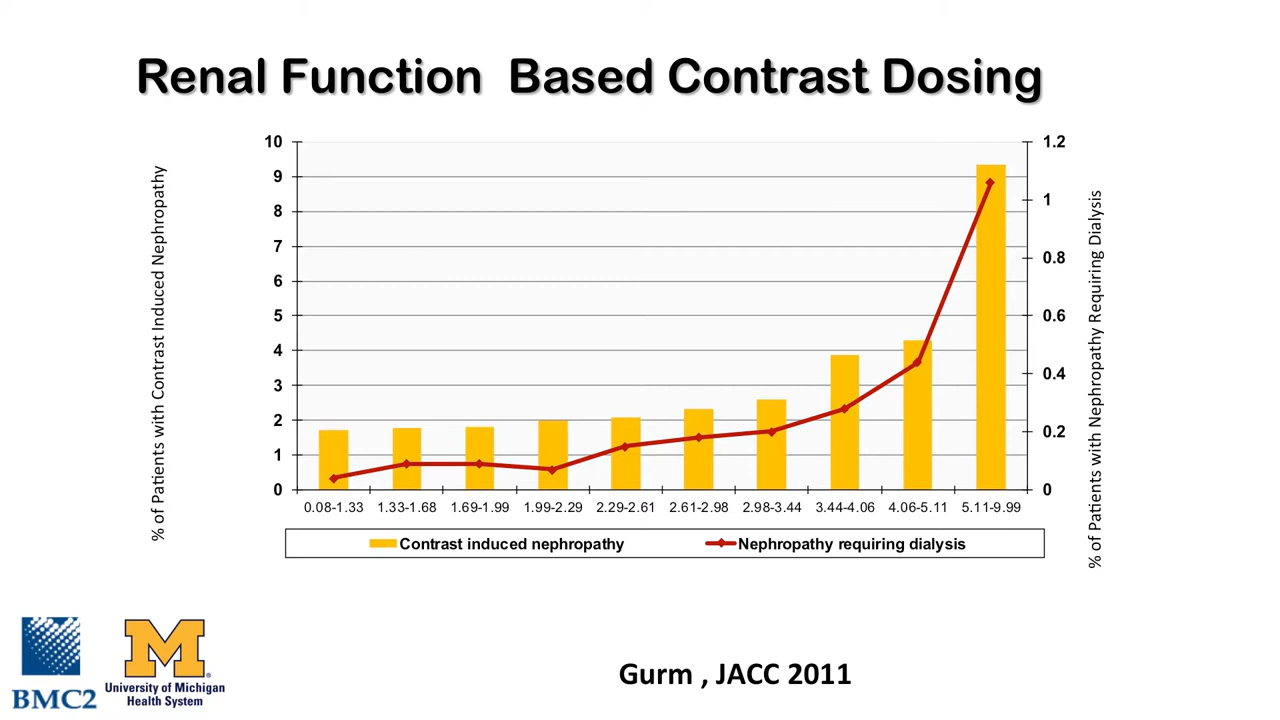 Renal Function  Based Contrast Dosing
% of Patients with Contrast Induced Nephropathy
10
9
8
7
6
5
4
3
2
1
0
1.2
1
0.8
0.6
0.4
0.2
0
% of Patients with Nephropathy Requiring Dialysis
0.08-1.33 1.33-1.68 1.69-1.99 1.99-2.29 2.29-2.61 2.61-2.98 2.98-3.44 3.44-4.06 4.06-5.11 5.11-9.99
Contrast induced nephropathy Nephropathy requiring dialysis
BMC2
M®
University of Michigan
Health System
Gurm , JACC 2011